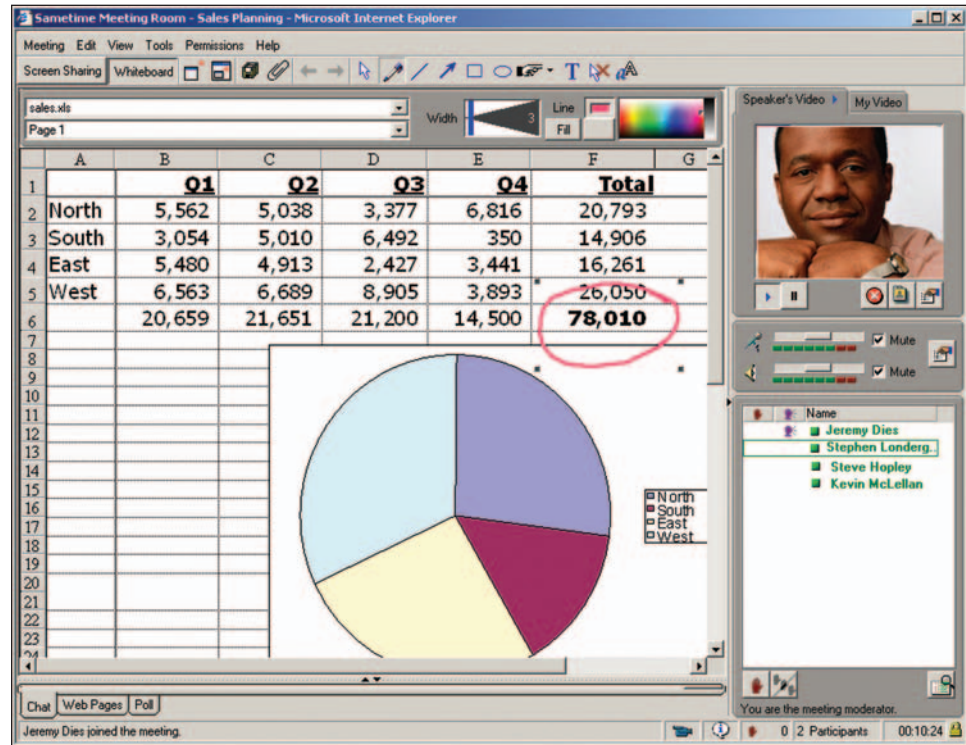 Sametime Meeting Room - Sales Planning - Microsoft Internet Explorer
Meeting Edit View Tools Permissions Help
Screen Sharing Whiteboard T aA
sales.xls
Page 1
Width 3 Line
Fill
Speaker's Video My Video
A B C D E F G
1 Q1 Q2 Q3 Q4 Total
2 North 5,562 5,038 3,377 6,816 20,793
3 South 3,054 5,010 6,492 350 14,906
4 East 5,480 4,913 2,427 3,441 16,261
5 West 6,563 6,689 8,905 3,893 26,050
6 20,659 21,651 21,200 14,500 78,010
7
8
9
10
11
12
13
14
15
16
17
18
19
20
21
22
23
24
North
South
East
West
Mute
Mute
Name
Jeremy Dies
Stephen Londerg..
Steve Hopley
Kevin McLellan
You are the meeting moderator.
Chat Web Pages Poll
Jeremy Dies joined the meeting.
0 2 Participants 00:10:24